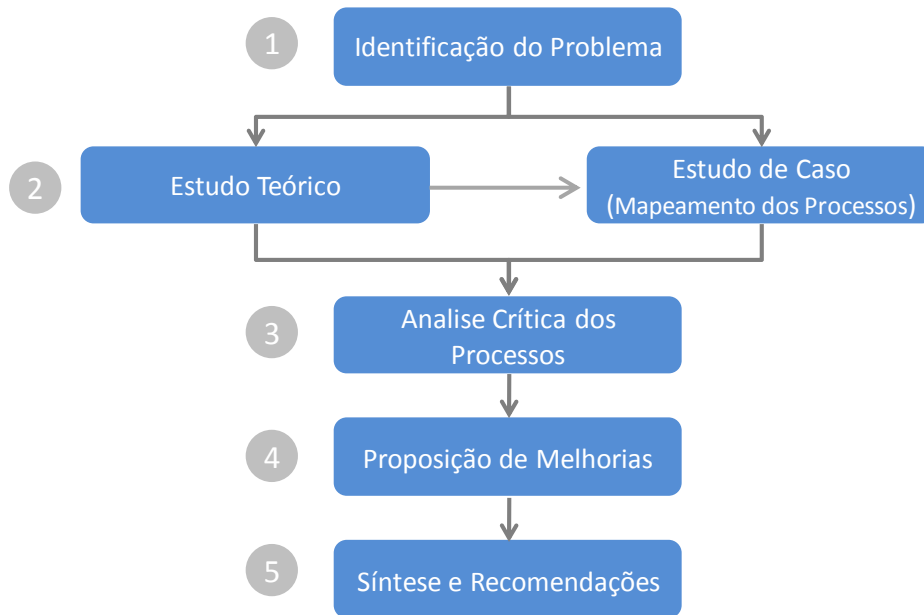 1
Identificação do Problema
2
Estudo Teórico
Estudo de Caso
(Mapeamento dos Processos)
3
Analise Crítica dos
Processos
4
Proposição de Melhorias
5
Síntese e Recomendações